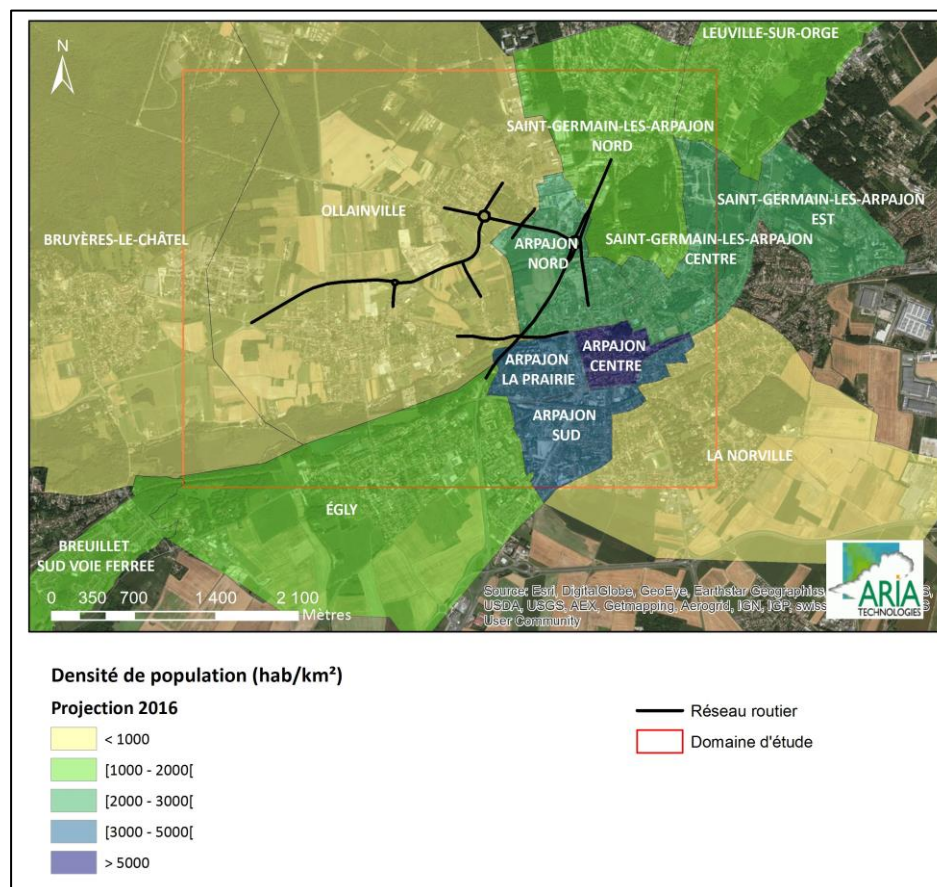 N
LEUVILLE-SUR-ORGE
SAINT-GERMAIN-LES-ARPAJON
NORD
OLLAINVILLE
SAINT-GERMAIN-LES-ARPAJON
EST
BRUYÈRES-LE-CHÂTEL
ARPAJON
NORD
SAINT-GERMAIN-LES-ARPAJON
CENTRE
ARPAJON
CENTRE
ARPAJON
LA PRAIRIE
ARPAJON
SUD
LA NORVILLE
ÉGLY
BREUILLET
SUD VOIE FERREE
0 350 700 1 400 2 100
Mètres
Source: Esri, DigitalGlobe, GeoEye, Earthstar Geographics, S,
USDA, USGS, AEX, Getmapping, Aerogrid, IGN, IGP, swiss S
User Community
ARIA
TECHNOLOGIES
Densité de population (hab/km²)
Projection 2016
< 1000
[1000 - 2000[
[2000 - 3000[
[3000 - 5000[
> 5000
Réseau routier
Domaine d'étude